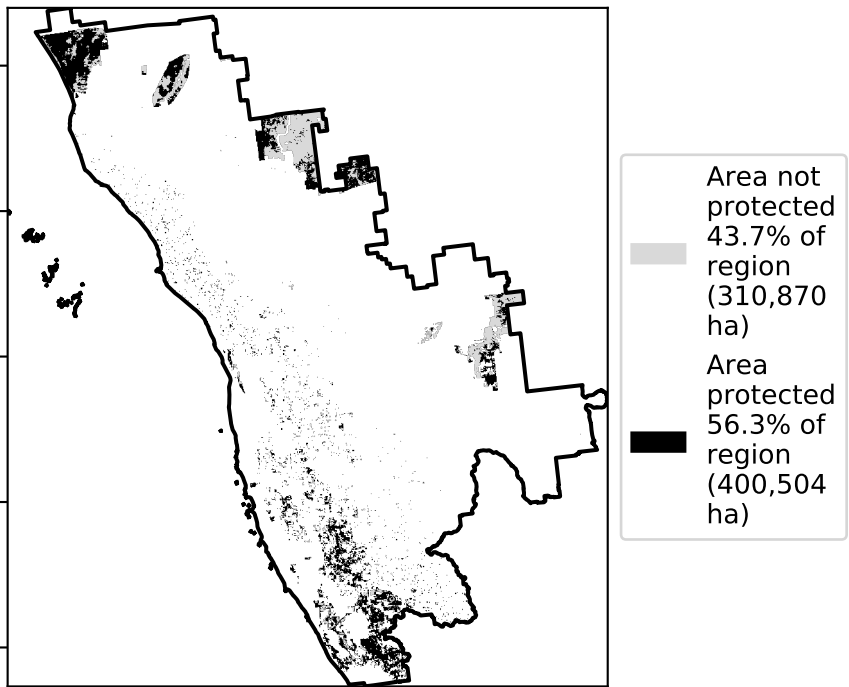 Area not
protected
43.7% of
region
(310,870
ha)
Area
protected
56.3% of
region
(400,504
ha)